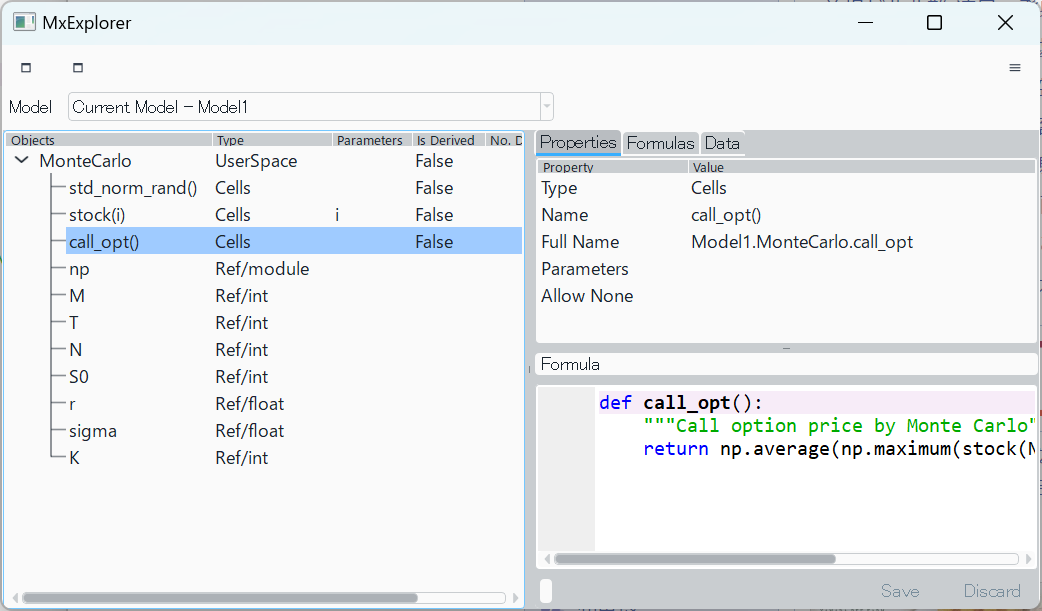 MxExplorer
Model Current Model - Model1
Objects Type Parameters Is Derived No. D
MonteCarlo UserSpace False
std_norm_rand() Cells False
stock(i) Cells i False
call_opt() Cells False
np Ref/module
M Ref/int
T Ref/int
N Ref/int
S0 Ref/int
r Ref/float
sigma Ref/float
K Ref/int
Properties Formulas Data
Property Value
Type Cells
Name call_opt()
Full Name Model1.MonteCarlo.call_opt
Parameters
Allow None
Formula
def call_opt():
"""Call option price by Monte Carlo"
return np.average(np.maximum(stock(N
Save Discard